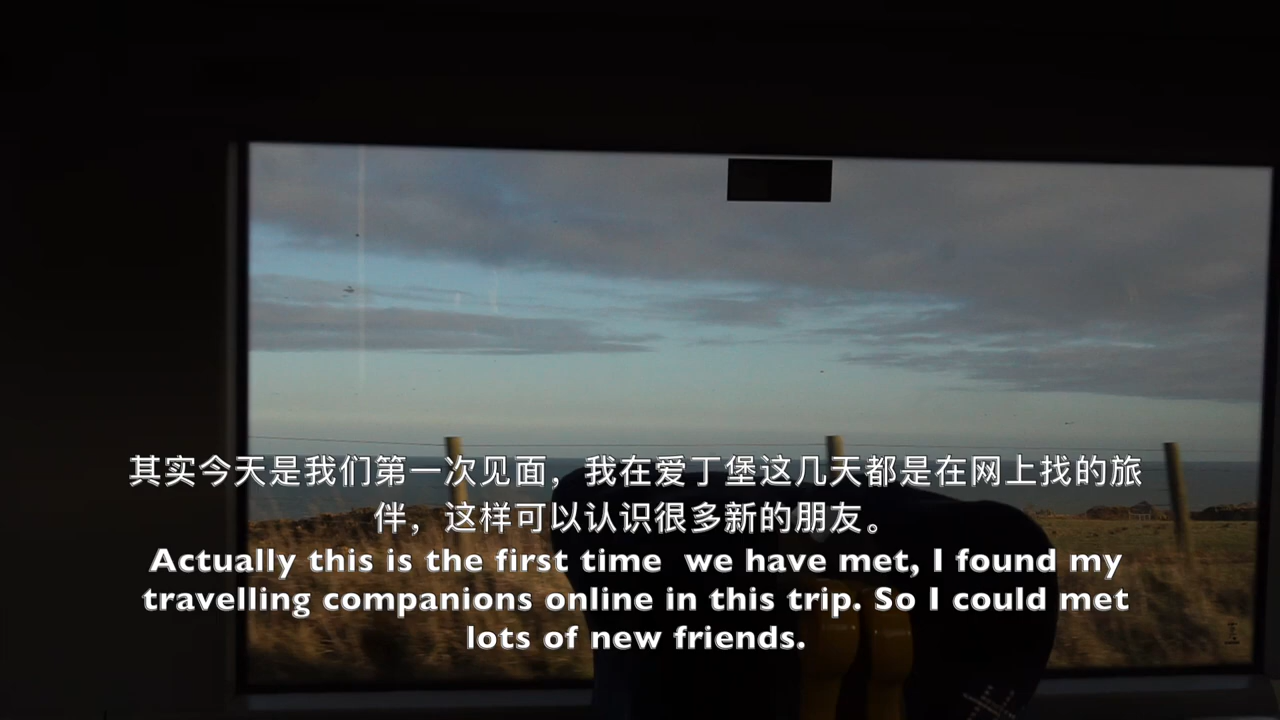 其实今天是我们第一次见面，我在爱丁堡这几天都是在网上找的旅
伴，这样可以认识很多新的朋友。
Actually this is the first time  we have met, I found my
travelling companions online in this trip. So I could met
lots of new friends.